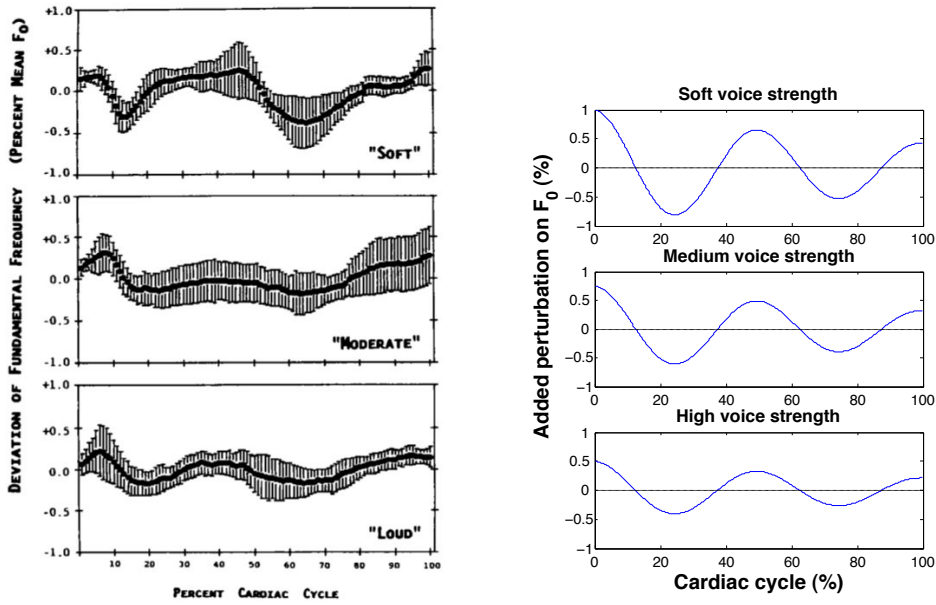 DEVIATION OF FUNDAMENTAL FREQUENCY (PERCENT MEAN F0)
+1.0
+0.5
0.0
-0.5
-1.0
"SOFT"
+1.0
+0.5
0.0
-0.5
-1.0
"MODERATE"
+1.0
+0.5
0.0
-0.5
-1.0
"LOUD"
10 20 30 40 50 60 70 80 90 100
PERCENT CARDIAC CYCLE
Added perturbation on F0 (%)
Soft voice strength
1
0.5
0
−0.5
−1
0 20 40 60 80 100
Medium voice strength
1
0.5
0
−0.5
−1
0 20 40 60 80 100
High voice strength
1
0.5
0
−0.5
−1
0 20 40 60 80 100
Cardiac cycle (%)